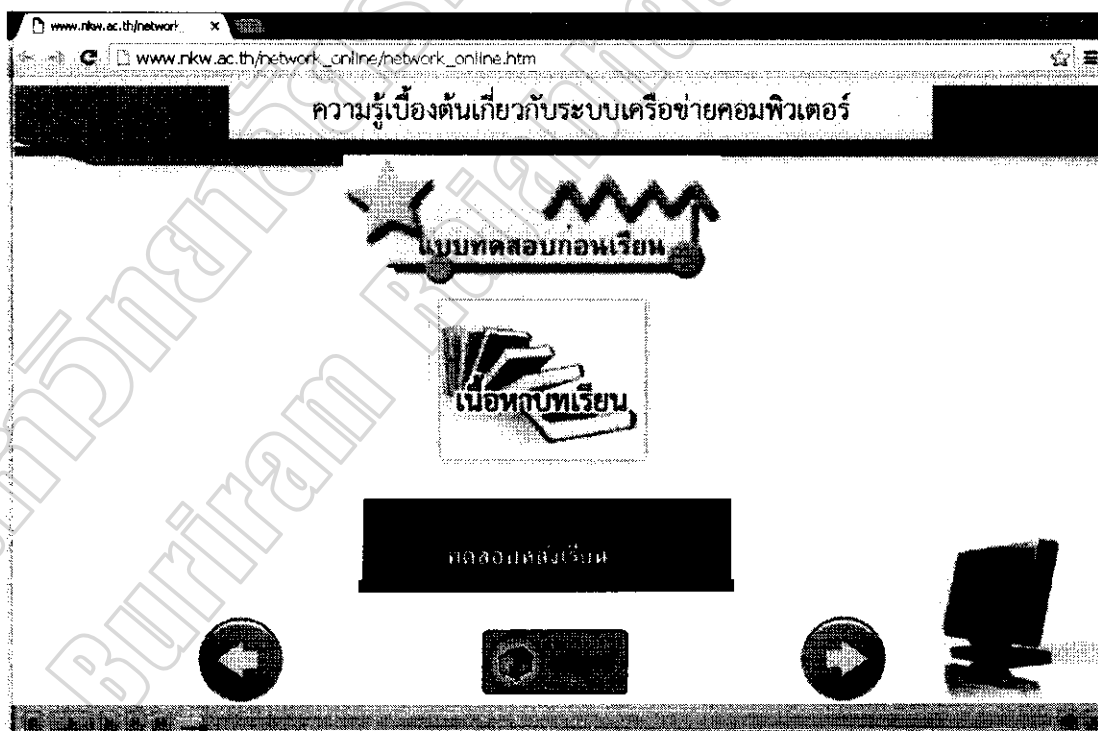 www.nkw.ac.th/network_
www.nkw.ac.th/network_online/network_online.htm
ความรู้เบื้องต้นเกี่ยวกับระบบเครือข่ายคอมพิวเตอร์
แบบทดสอบก่อนเรียน
เนื้อหาบทเรียน
ทดสอบหลังเรียน
Buriram Rajabha